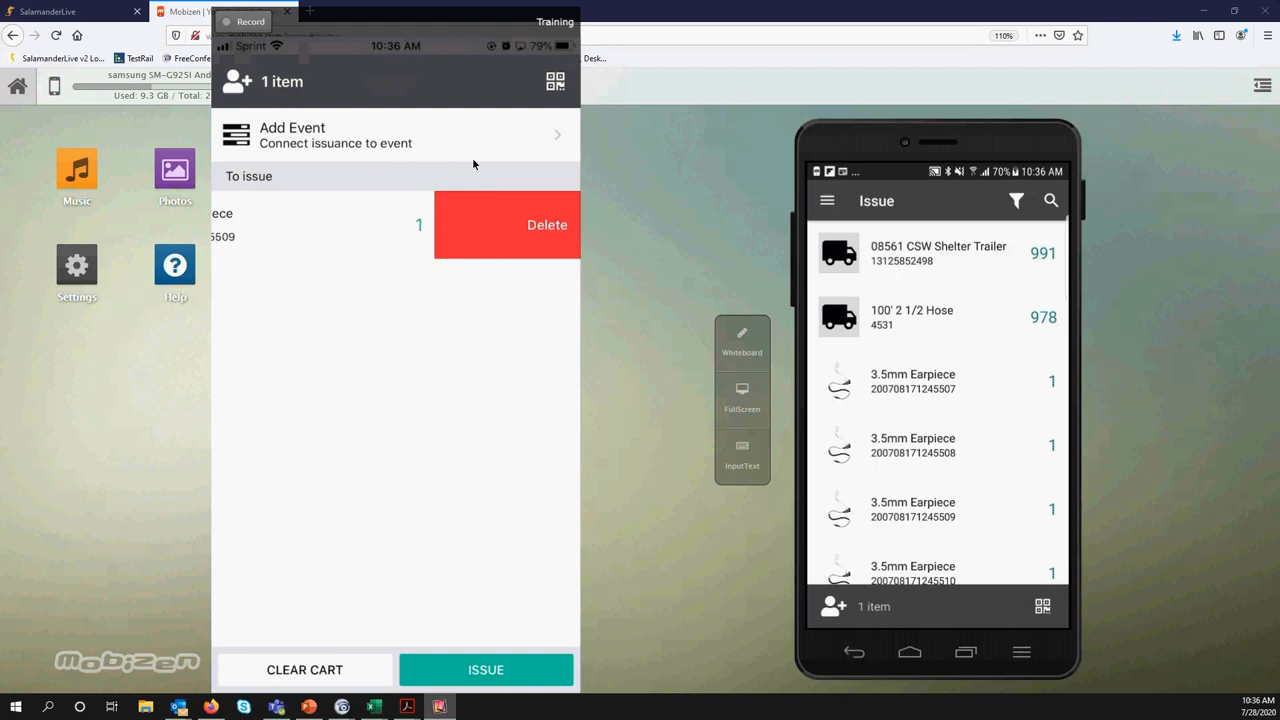 SalamanderLive
Mobizen | Yo
Record
Training
Sprint
10:36 AM
79%
110%
SalamanderLive v2 Lo...
TestRail
FreeConfe
Desk...
samsung SM-G925I And
Used: 9.3 GB / Total: 2
1 item
Add Event
Connect issuance to event
To issue
ece
5509
1
Delete
CLEAR CART
ISSUE
Music
Photos
Settings
Help
mobizen
Whiteboard
FullScreen
InputText
... 70% 10:36 AM
Issue
08561 CSW Shelter Trailer
13125852498
991
100' 2 1/2 Hose
4531
978
3.5mm Earpiece
200708171245507
1
3.5mm Earpiece
200708171245508
1
3.5mm Earpiece
200708171245509
1
3.5mm Earpiece
200708171245510
1
1 item
10:36 AM
7/28/2020